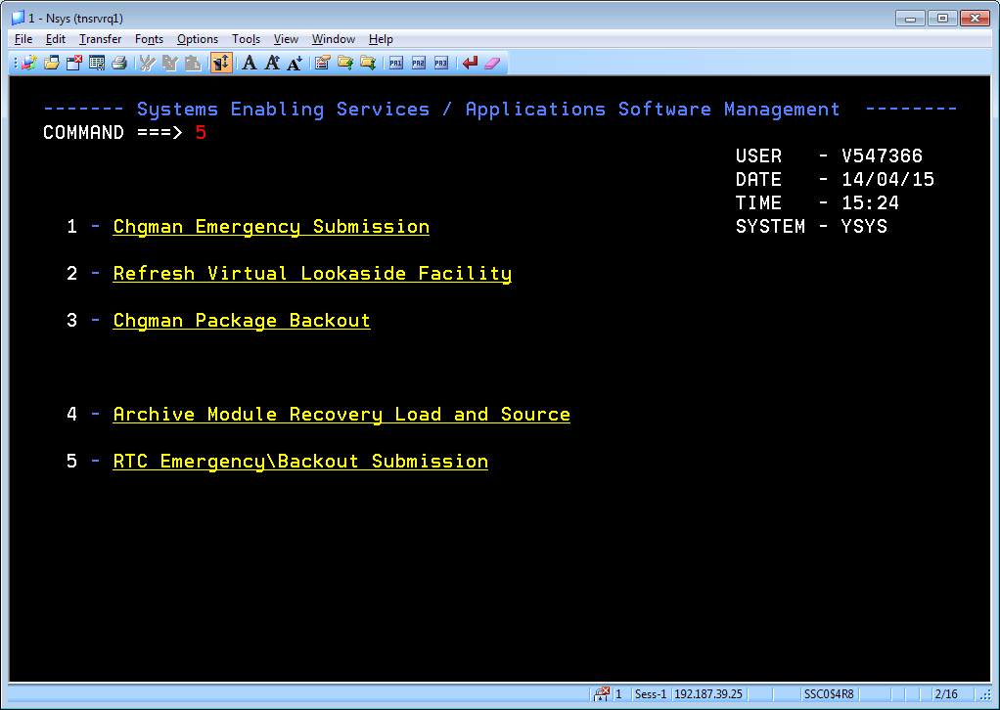 1 - Nsys (tnsrvrq1)
File Edit Transfer Fonts Options Tools View Window Help
A A A PA1 PA2 PA3
------- Systems Enabling Services / Applications Software Management --------
COMMAND ===> 5
USER - V547366
DATE - 14/04/15
TIME - 15:24
1 - Chgman Emergency Submission SYSTEM - YSYS
2 - Refresh Virtual Lookaside Facility
3 - Chgman Package Backout
4 - Archive Module Recovery Load and Source
5 - RTC Emergency\Backout Submission
1 Sess-1 192.187.39.25 SSC0$4R8 2/16